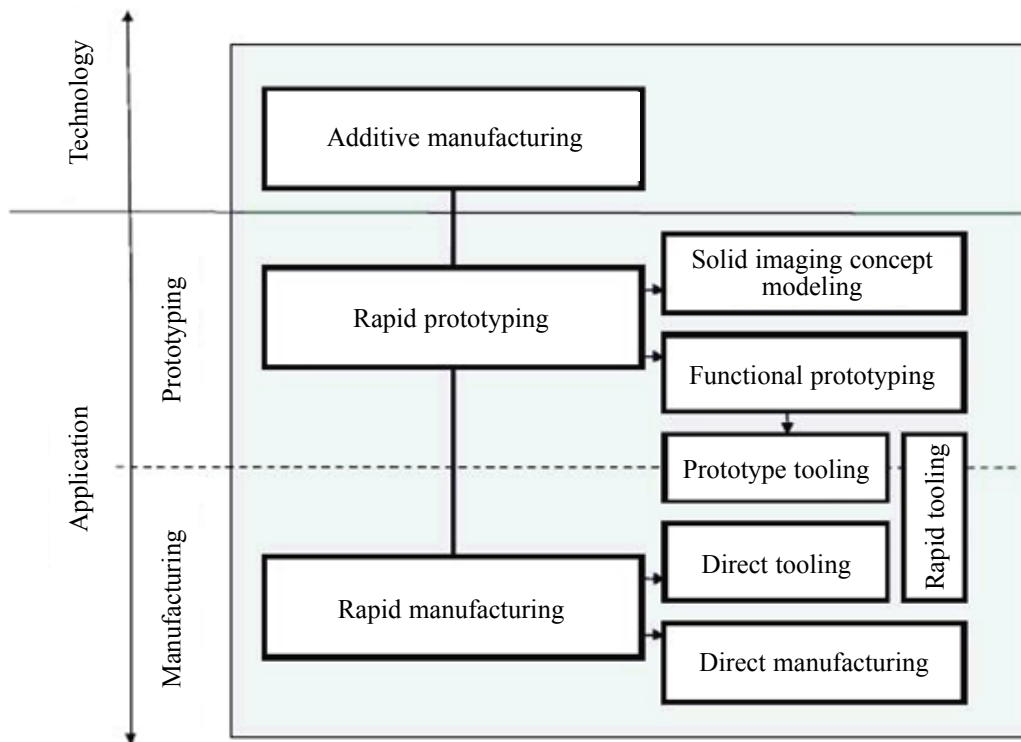 Technology
Additive manufacturing
Application
Prototyping
Rapid prototyping
Solid imaging concept
modeling
Functional prototyping
Prototype tooling
Rapid tooling
Manufacturing
Rapid manufacturing
Direct tooling
Direct manufacturing